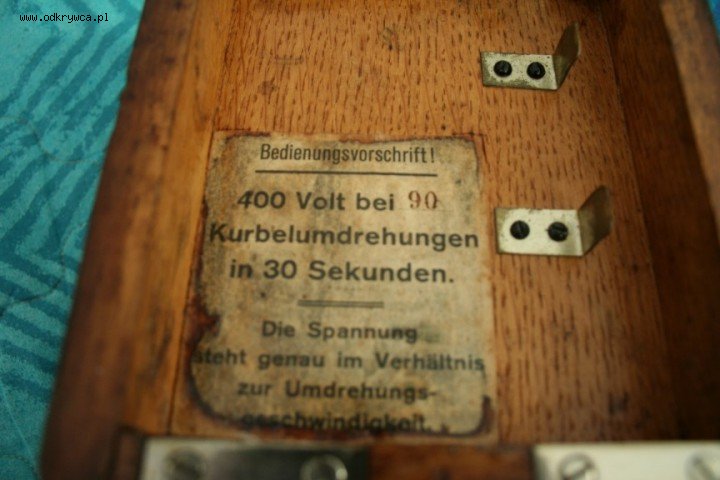 www.odkrywca.pl
Bedienungsvorschrift!
400 Volt bei 90
Kurbelumdrehungen
in 30 Sekunden.
Die Spannung
steht genau im Verhältnis
zur Umdrehungs-
geschwindigkeit.